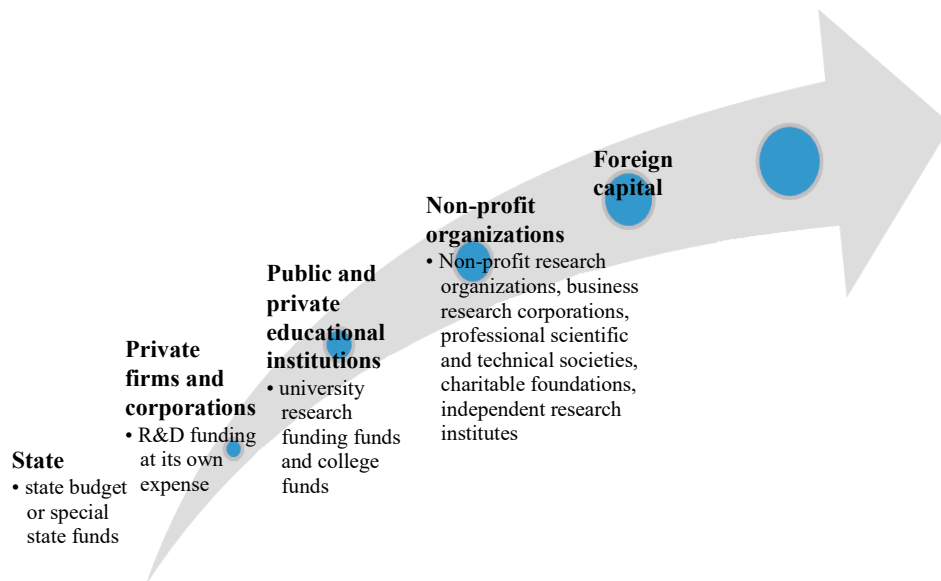 State
• state budget
or special
state funds
Private
firms and
corporations
• R&D funding
at its own
expense
Public and
private
educational
institutions
• university
research
funding funds
and college
funds
Non-profit
organizations
• Non-profit research
organizations, business
research corporations,
professional scientific
and technical societies,
charitable foundations,
independent research
institutes
Foreign
capital